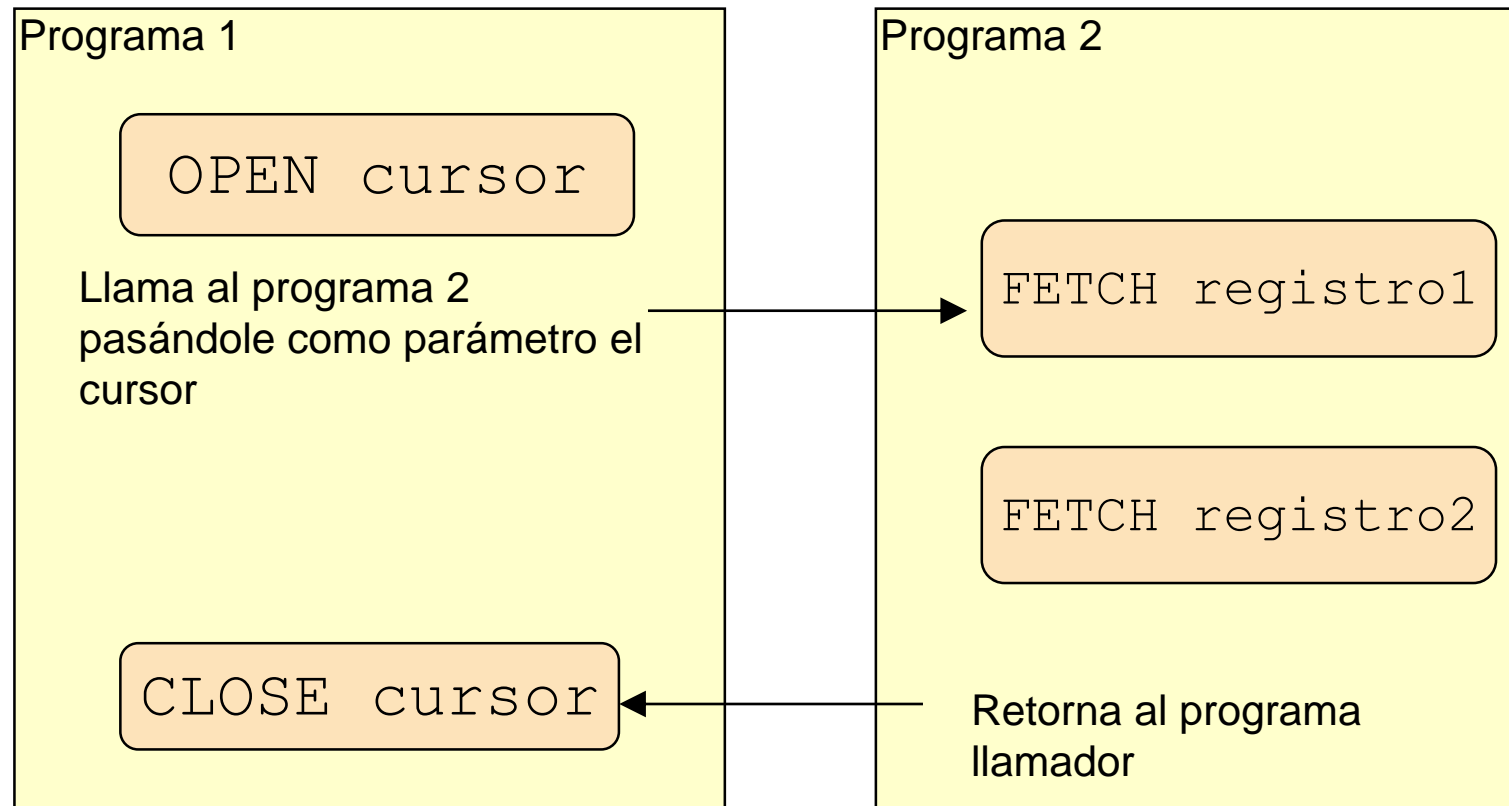 Programa 1
OPEN cursor
Llama al programa 2
pasándole como parámetro el
cursor
CLOSE cursor
Programa 2
FETCH registro1
FETCH registro2
Retorna al programa
llamador